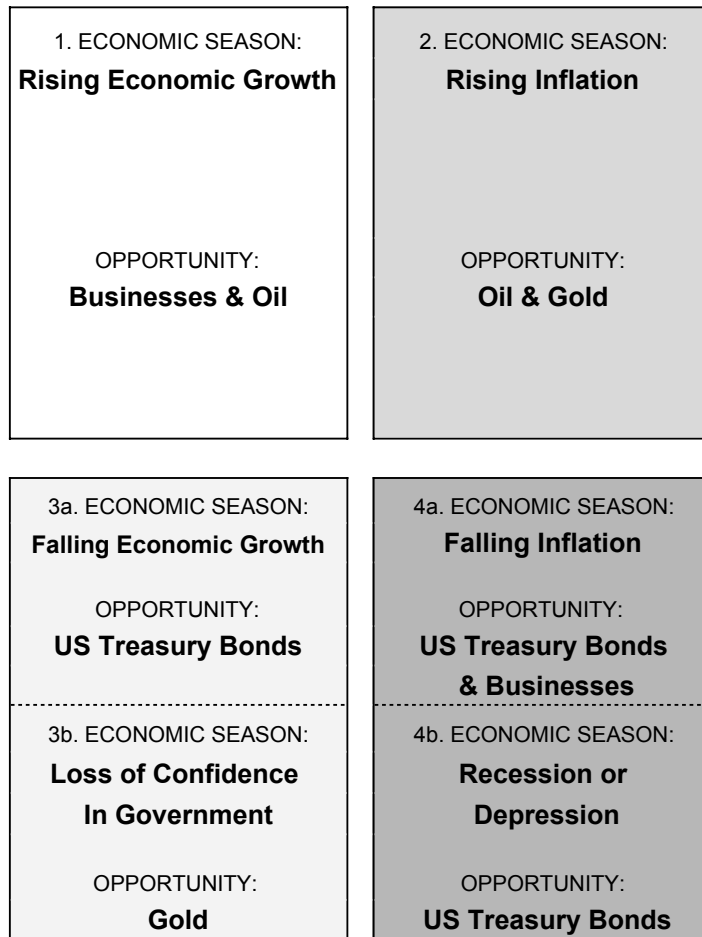 1. ECONOMIC SEASON:
Rising Economic Growth
OPPORTUNITY:
Businesses & Oil
2. ECONOMIC SEASON:
Rising Inflation
OPPORTUNITY:
Oil & Gold
3a. ECONOMIC SEASON:
Falling Economic Growth
OPPORTUNITY:
US Treasury Bonds
3b. ECONOMIC SEASON:
Loss of Confidence
In Government
OPPORTUNITY:
Gold
4a. ECONOMIC SEASON:
Falling Inflation
OPPORTUNITY:
US Treasury Bonds
& Businesses
4b. ECONOMIC SEASON:
Recession or
Depression
OPPORTUNITY:
US Treasury Bonds